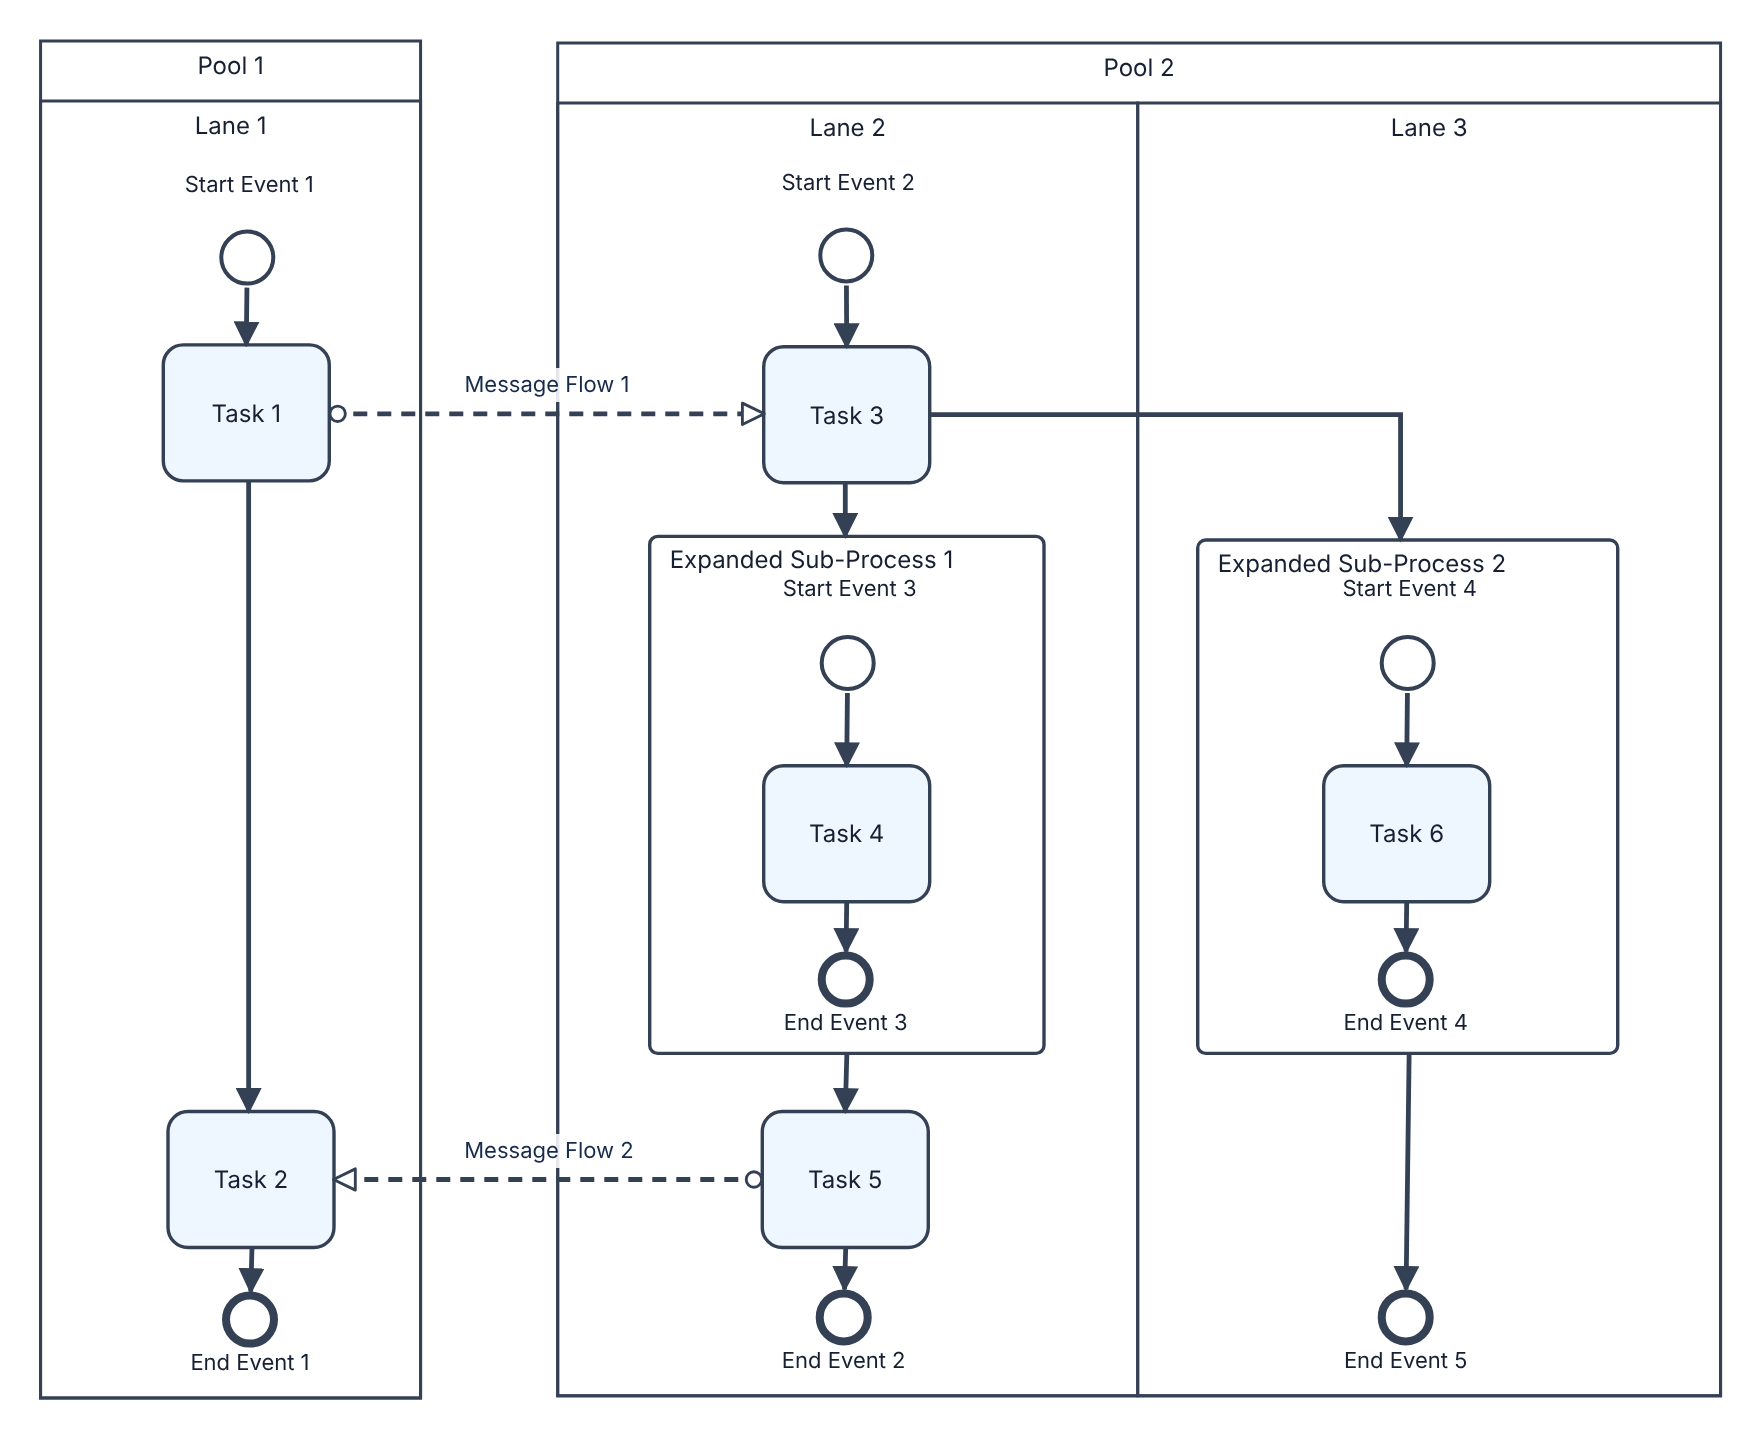 Pool 1
Lane 1
Start Event 1
Task 1
Message Flow 1
Task 2
Message Flow 2
End Event 1
Pool 2
Lane 2
Start Event 2
Task 3
Expanded Sub-Process 1
Start Event 3
Task 4
End Event 3
Task 5
End Event 2
Lane 3
Expanded Sub-Process 2
Start Event 4
Task 6
End Event 4
End Event 5